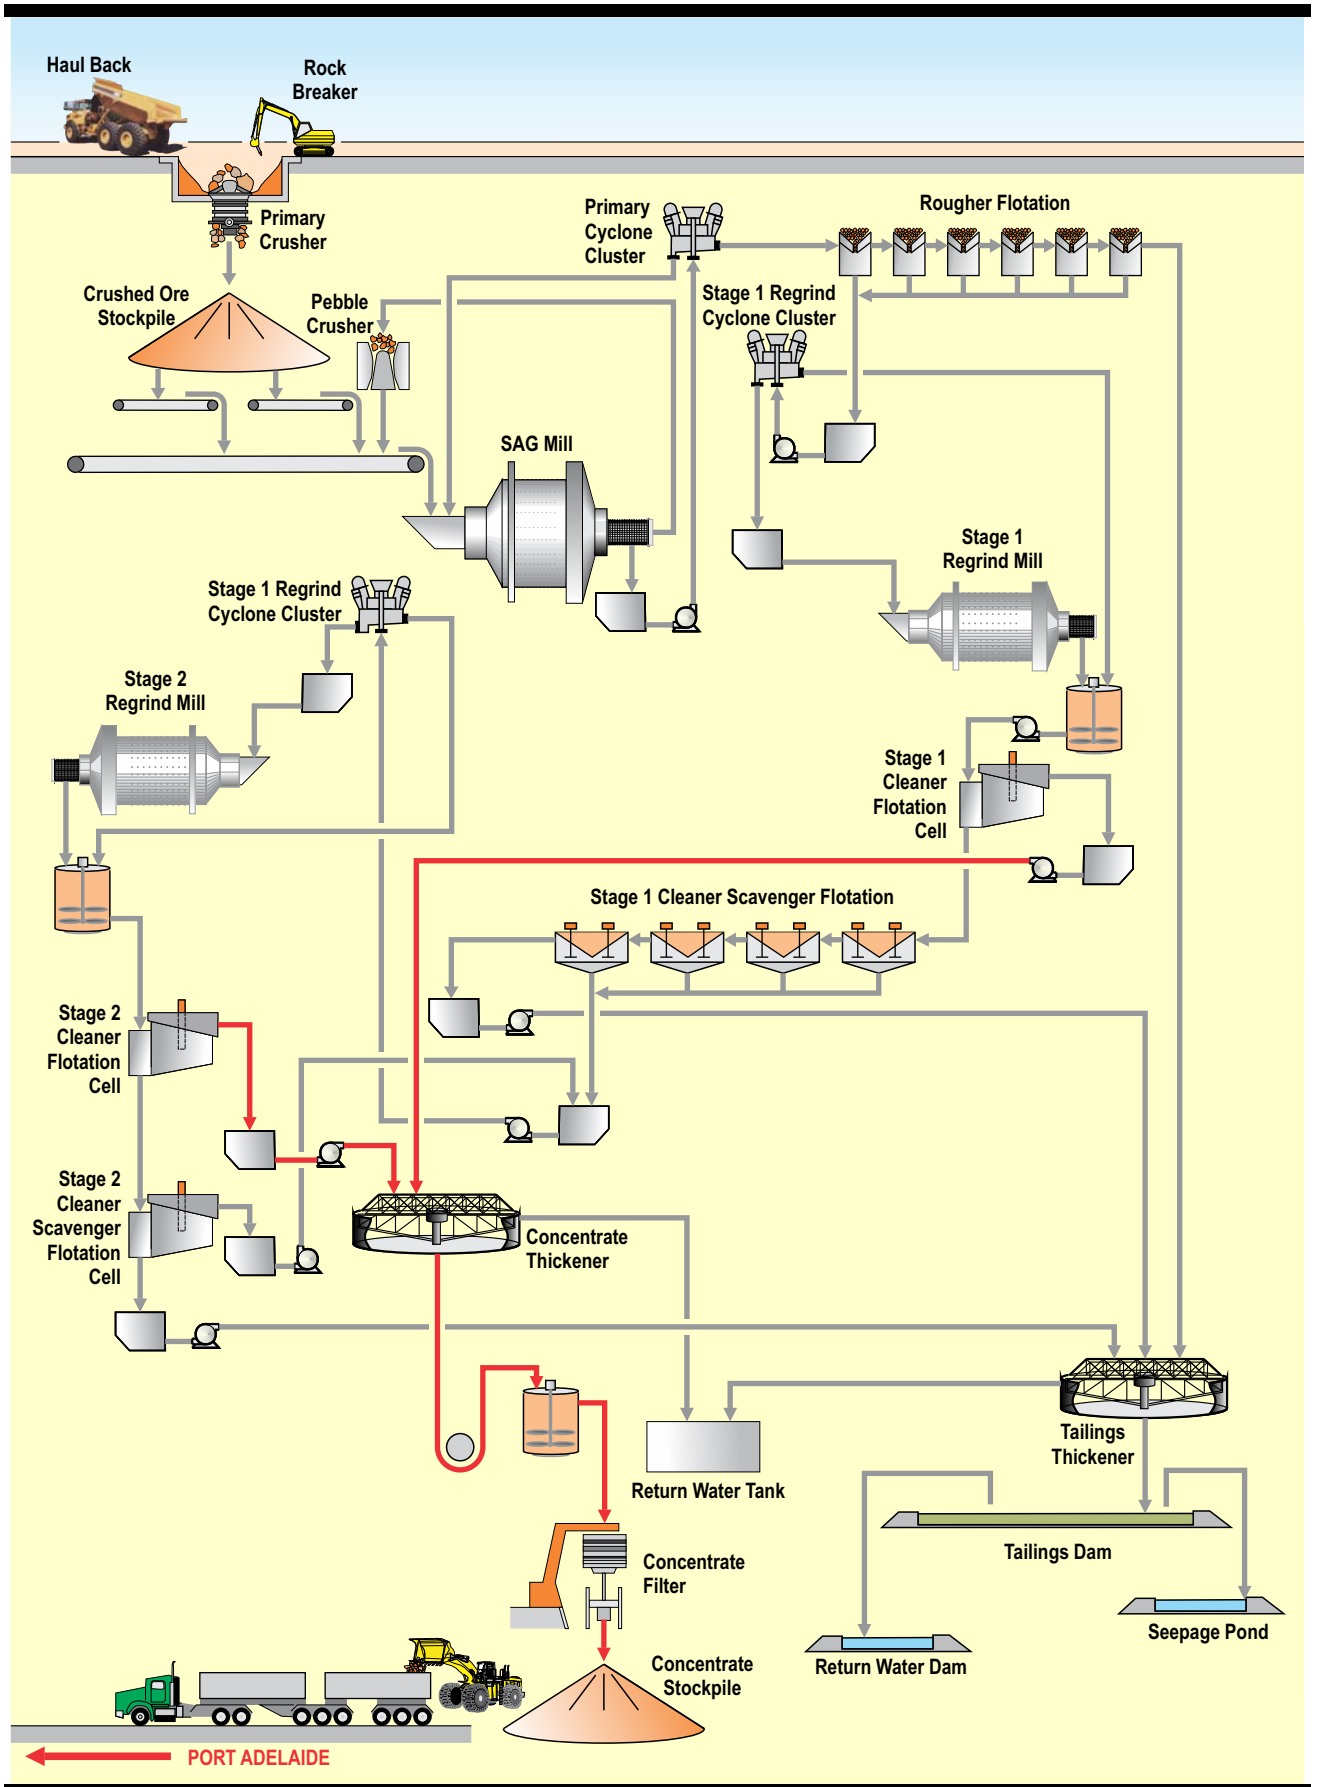 Haul Back
Rock
Breaker
Primary
Crusher
Primary
Cyclone
Cluster
Rougher Flotation
Crushed Ore
Stockpile
Pebble
Crusher
Stage 1 Regrind
Cyclone Cluster
SAG Mill
Stage 1
Regrind Mill
Stage 1 Regrind
Cyclone Cluster
Stage 2
Regrind Mill
Stage 1
Cleaner
Flotation
Cell
Stage 1 Cleaner Scavenger Flotation
Stage 2
Cleaner
Flotation
Cell
Stage 2
Cleaner
Scavenger
Flotation
Cell
Concentrate
Thickener
Tailings
Thickener
Return Water Tank
Tailings Dam
Concentrate
Filter
Seepage Pond
Return Water Dam
Concentrate
Stockpile
PORT ADELAIDE